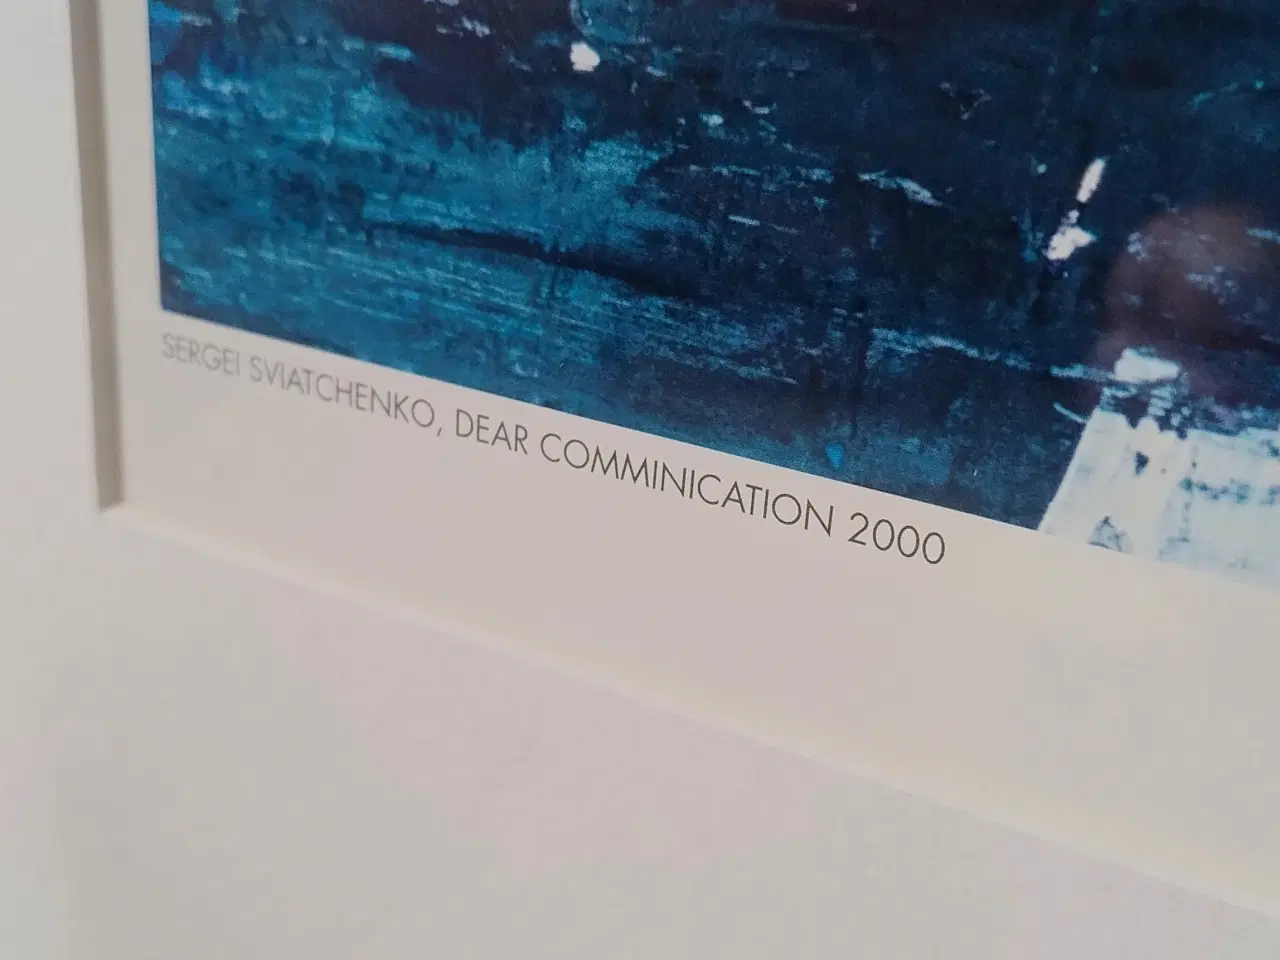 SERGEI SVIATCHENKO, DEAR COMMINICATION 2000